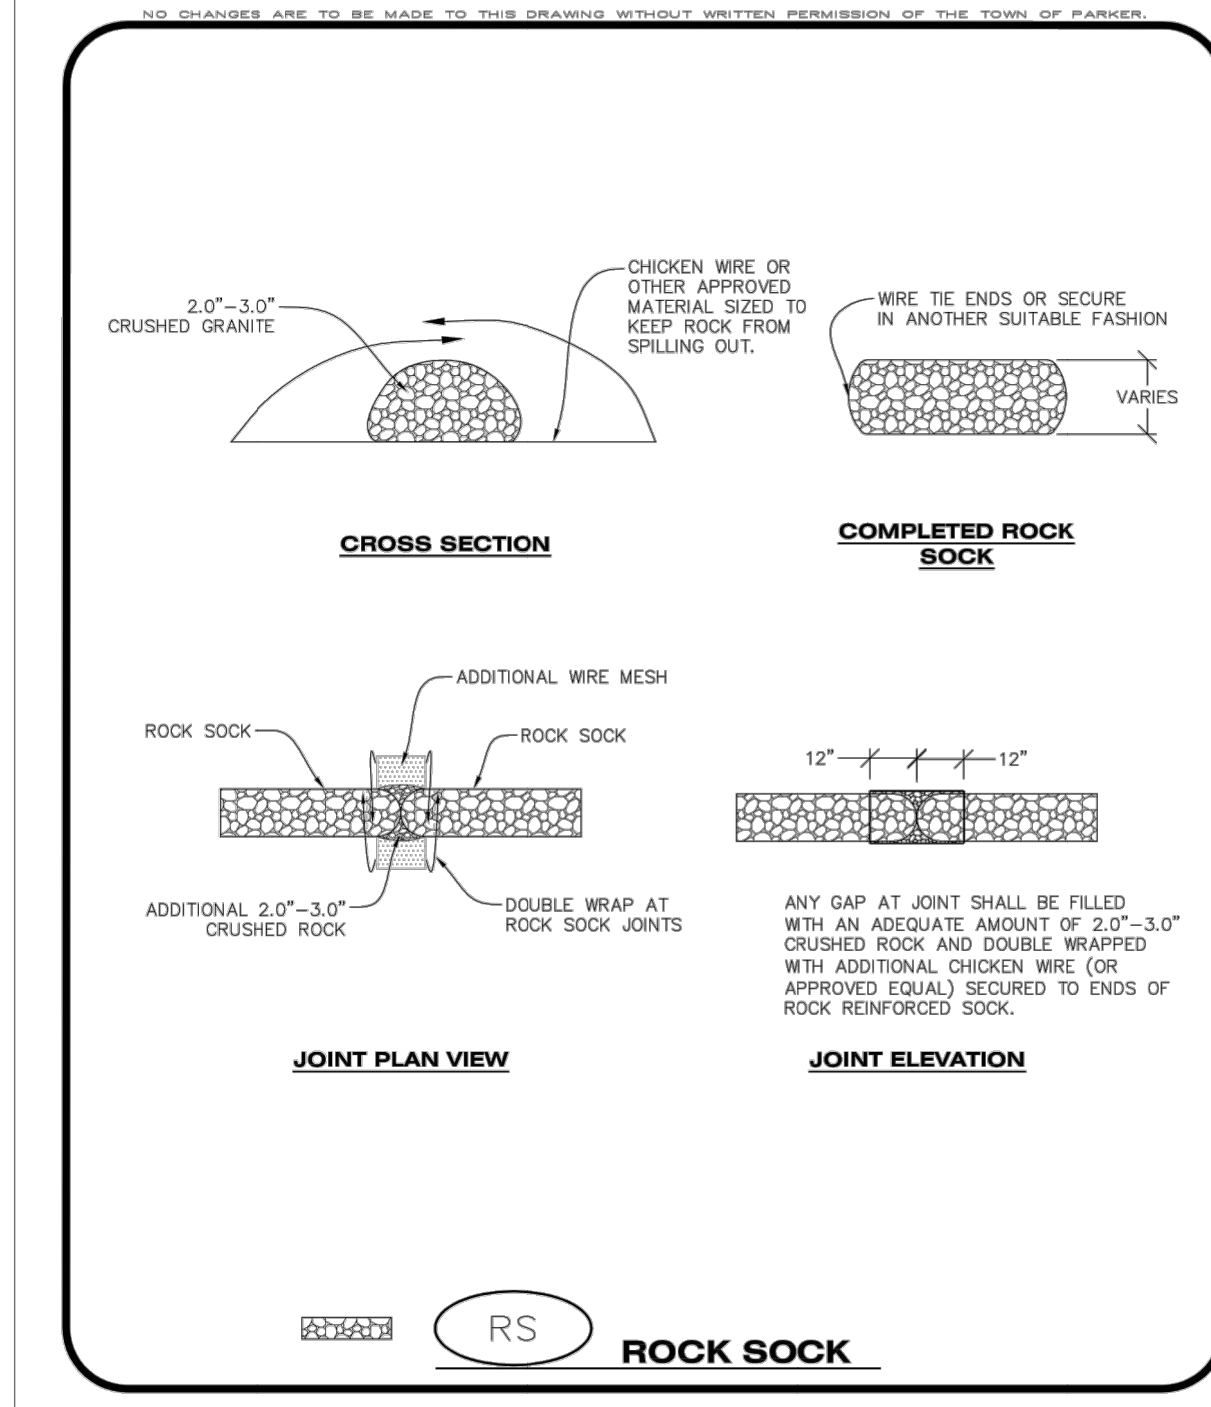 NO CHANGES ARE TO BE MADE TO THIS DRAWING WITHOUT WRITTEN PERMISSION OF THE TOWN OF PARKER.
2.0"-3.0"
CRUSHED GRANITE
CHICKEN WIRE OR
OTHER APPROVED
MATERIAL SIZED TO
KEEP ROCK FROM
SPILLING OUT.
WIRE TIE ENDS OR SECURE
IN ANOTHER SUITABLE FASHION
VARIES
CROSS SECTION
COMPLETED ROCK
SOCK
ADDITIONAL WIRE MESH
ROCK SOCK
ROCK SOCK
ADDITIONAL 2.0"-3.0"
CRUSHED ROCK
DOUBLE WRAP AT
ROCK SOCK JOINTS
12"
12"
ANY GAP AT JOINT SHALL BE FILLED
WITH AN ADEQUATE AMOUNT OF 2.0"-3.0"
CRUSHED ROCK AND DOUBLE WRAPPED
WITH ADDITIONAL CHICKEN WIRE (OR
APPROVED EQUAL) SECURED TO ENDS OF
ROCK REINFORCED SOCK.
JOINT PLAN VIEW
JOINT ELEVATION
RS
ROCK SOCK